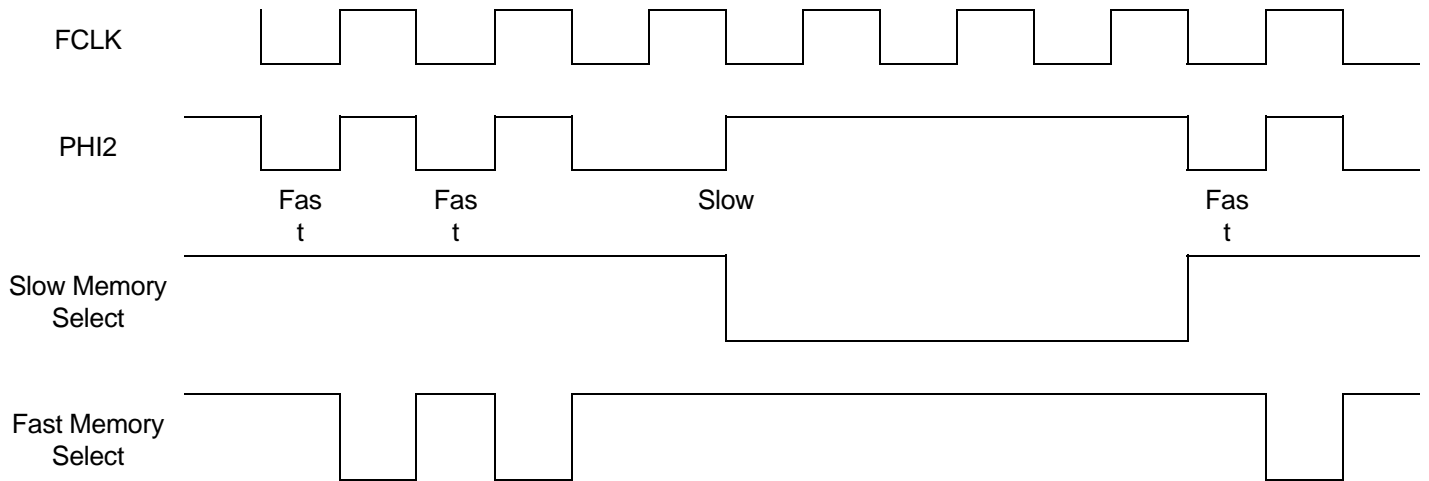 FCLK
PHI2
Fas
t
Fas
t
Slow
Fas
t
Slow Memory
Select
Fast Memory
Select